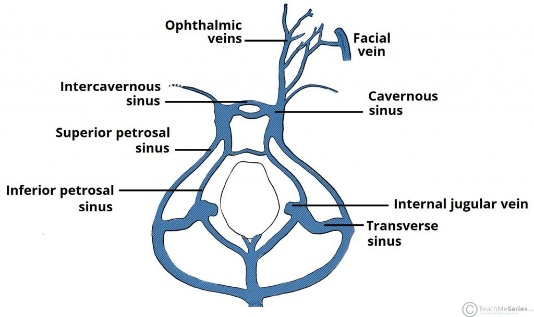 Ophthalmic
veins
Facial
vein
Intercavernous
sinus
Cavernous
sinus
Superior petrosal
sinus
Inferior petrosal
sinus
Internal jugular vein
Transverse
sinus
© TeachMeSeries